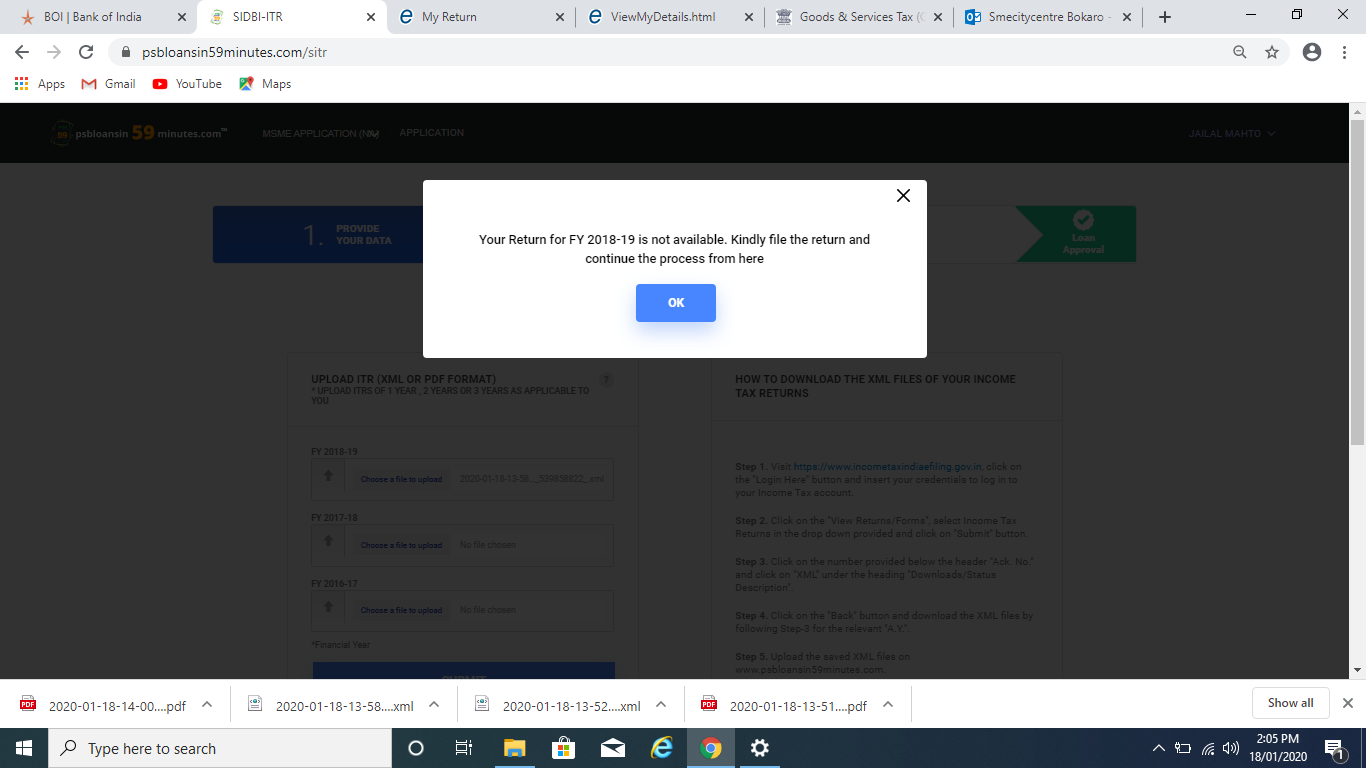 BOI | Bank of India
SIDBI-ITR
My Return
ViewMyDetails.html
Goods & Services Tax (
Smecitycentre Bokaro -
psbloansin59minutes.com/sitr
Apps
Gmail
YouTube
Maps
59 psbloansin 59 minutes.com™
MSME APPLICATION (NN)
APPLICATION
JAILAL MAHTO
1. PROVIDE
YOUR DATA
Loan
Approval
Your Return for FY 2018-19 is not available. Kindly file the return and
continue the process from here
OK
UPLOAD ITR (XML OR PDF FORMAT) ?
* UPLOAD ITRS OF 1 YEAR , 2 YEARS OR 3 YEARS AS APPLICABLE TO
YOU
FY 2018-19
Choose a file to upload
FY 2017-18
Choose a file to upload No file chosen
FY 2016-17
Choose a file to upload No file chosen
*Financial Year
SUBMIT
HOW TO DOWNLOAD THE XML FILES OF YOUR INCOME
TAX RETURNS
Step 1. Visit https://www.incometaxindiaefiling.gov.in, click on
the "Login Here" button and insert your credentials to log in to
your Income Tax account.
Step 2. Click on the "View Returns/Forms", select Income Tax
Returns in the drop down provided and click on "Submit" button.
Step 3. Click on the number provided below the header "Ack. No."
and click on "XML" under the heading "Downloads/Status
Description".
Step 4. Click on the "Back" button and download the XML files by
following Step-3 for the relevant "A.Y.".
Step 5. Upload the saved XML files on
www.psbloansin59minutes.com.
2020-01-18-14-00....pdf
2020-01-18-13-58....xml
2020-01-18-13-52....xml
2020-01-18-13-51....pdf
Show all
Type here to search
2:05 PM
18/01/2020
1